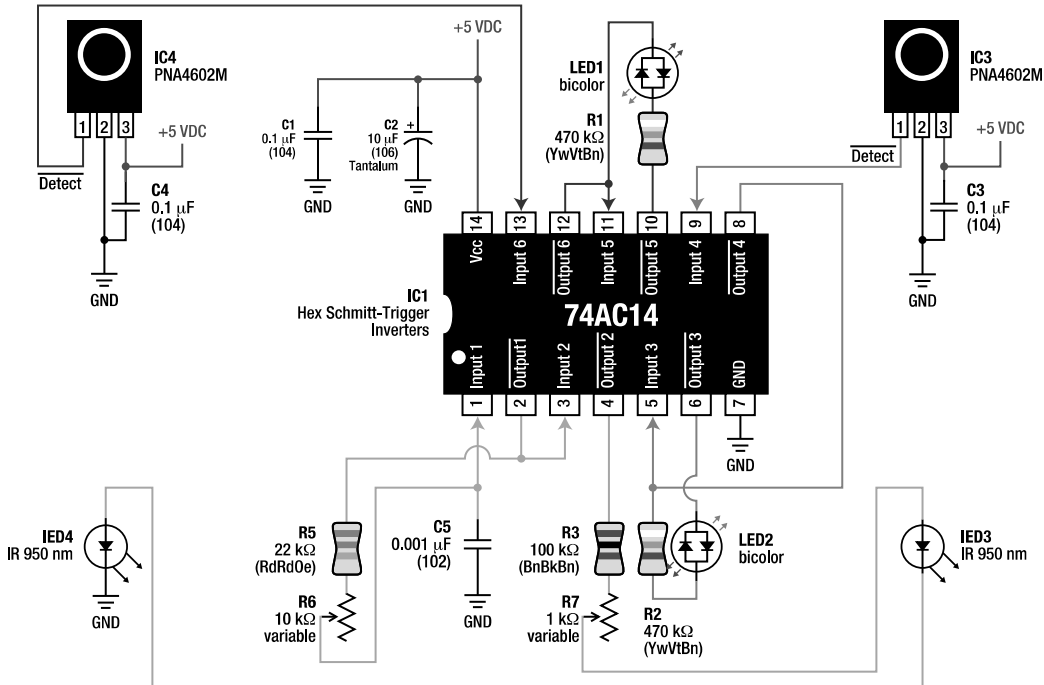 IC4
PNA4602M
1 2 3
+5 VDC
Detect
C4
0.1 µF
(104)
GND
+5 VDC
C1
0.1 µF
(104)
GND
C2
10 µF
(106)
Tantalum
+
GND
LED1
bicolor
R1
470 kΩ
(YwVtBn)
IC3
PNA4602M
1 2 3
+5 VDC
Detect
C3
0.1 µF
(104)
GND
14 13 12 11 10 9 8
Vcc Input 6 Output 6 Input 5 Output 5 Input 4 Output 4
IC1
Hex Schmitt-Trigger
Inverters
74AC14
Input 1 Output1 Input 2 Output 2 Input 3 Output 3 GND
1 2 3 4 5 6 7
GND
IED4
IR 950 nm
GND
R5
22 kΩ
(RdRdOe)
R6
10 kΩ
variable
C5
0.001 µF
(102)
GND
R3
100 kΩ
(BnBkBn)
R7
1 kΩ
variable
LED2
bicolor
R2
470 kΩ
(YwVtBn)
IED3
IR 950 nm